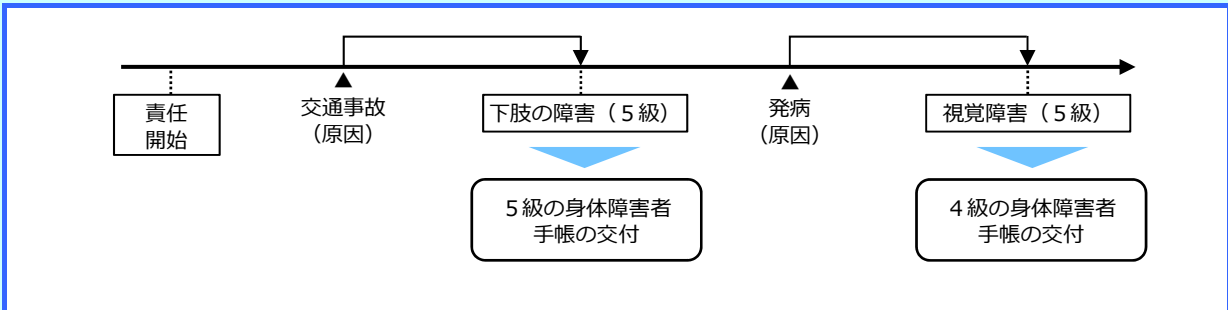 責任
開始
交通事故
（原因）
下肢の障害（５級）
発病
（原因）
視覚障害（５級）
５級の身体障害者
手帳の交付
４級の身体障害者
手帳の交付